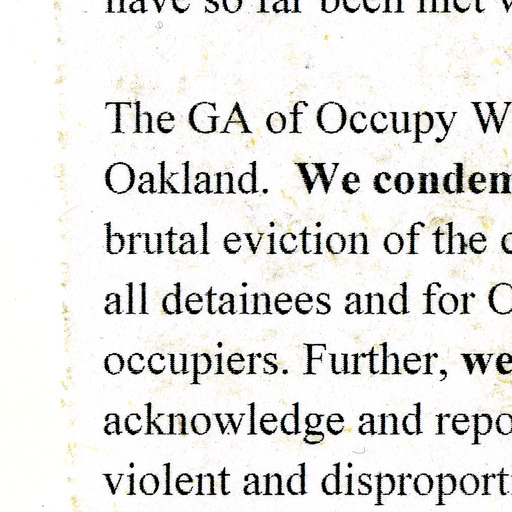 have so far been met
The GA of Occupy W
Oakland. We condem
brutal eviction of the
all detainees and for O
occupiers. Further, we
acknowledge and repo
violent and disproport